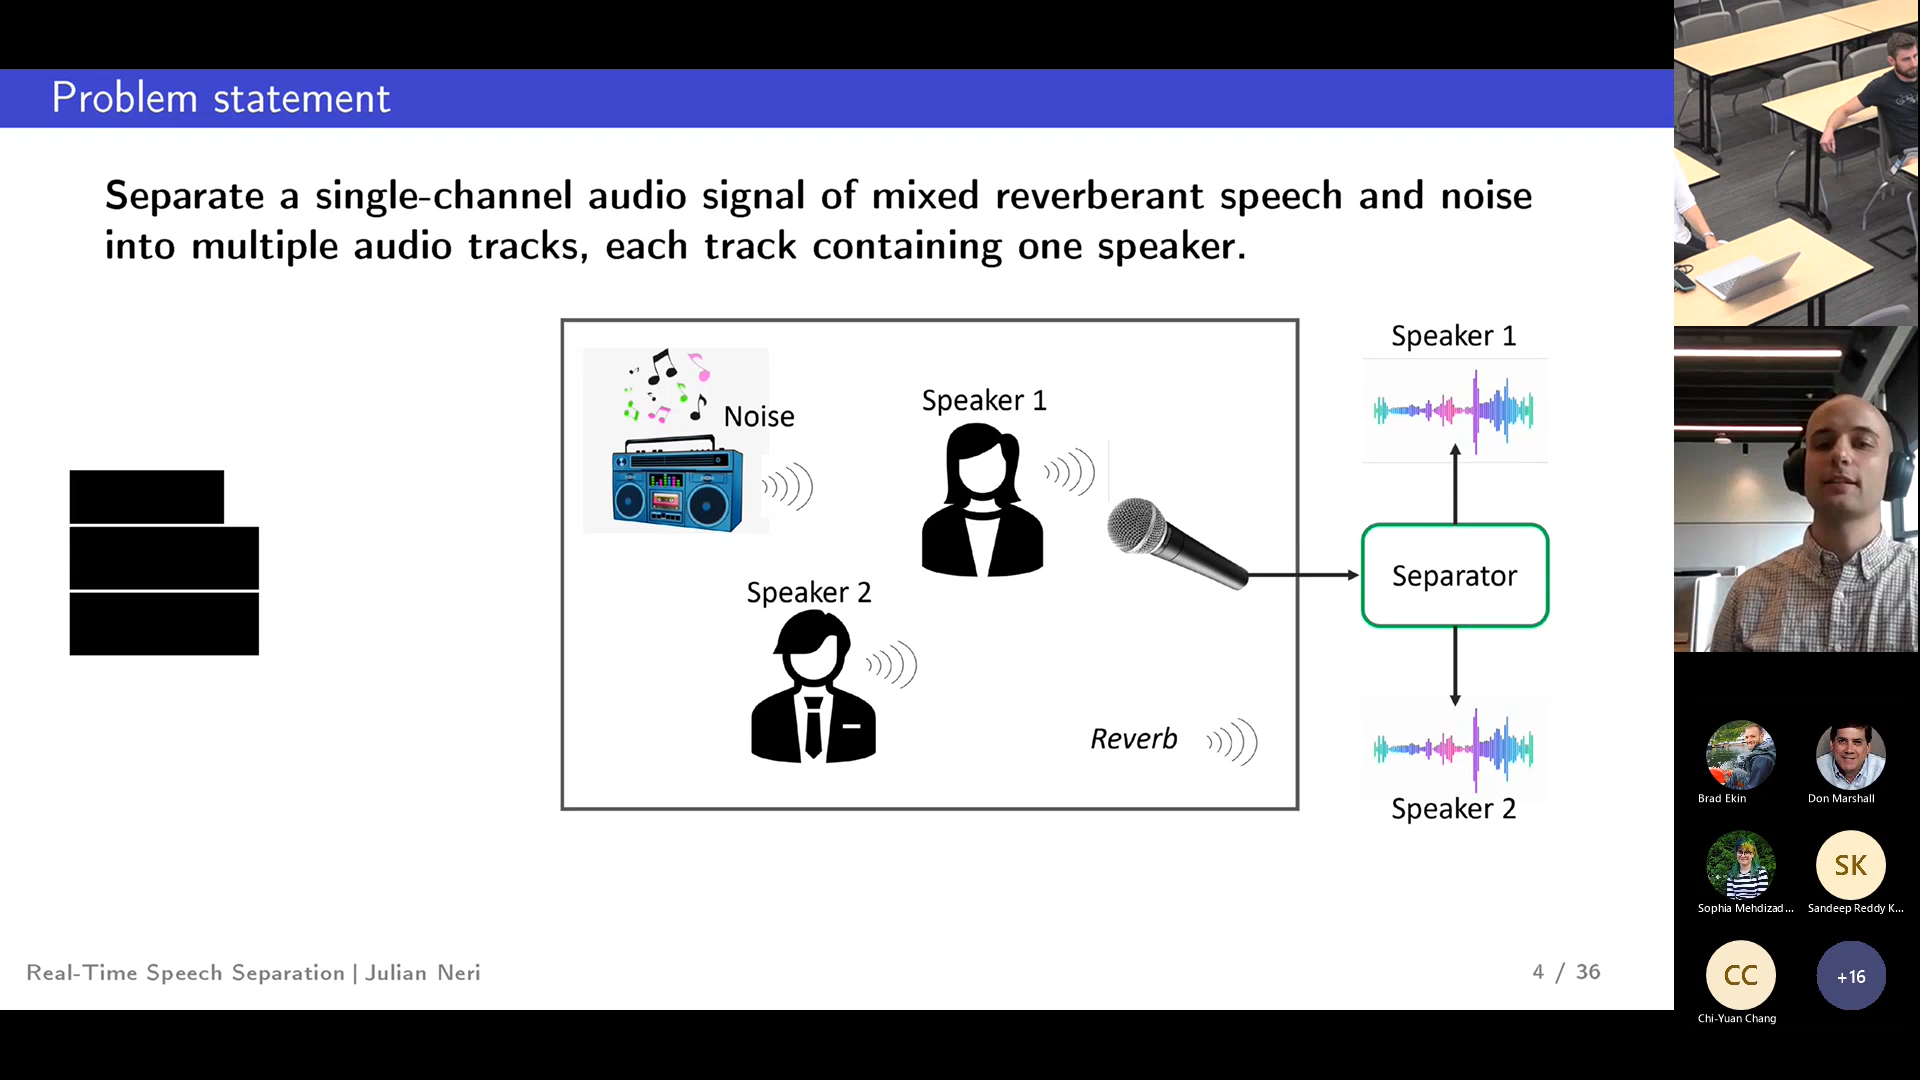 Problem statement
Separate a single-channel audio signal of mixed reverberant speech and noise
into multiple audio tracks, each track containing one speaker.
Noise
Speaker 1
Speaker 2
Reverb
Speaker 1
Separator
Speaker 2
Real-Time Speech Separation | Julian Neri
4 / 36
Brad Ekin
Don Marshall
Sophia Mehdizad...
SK
Sandeep Reddy K...
CC
Chi-Yuan Chang
+16